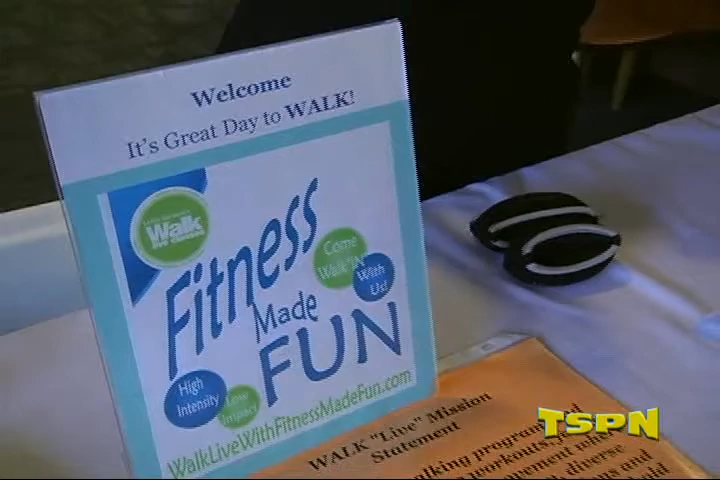 Welcome
It's Great Day to WALK!
Walk
Fitness
Made
FUN
Come
Walk"IN
With
Us!
High
Intensity
Low
Impact
WalkLiveWithFitnessMadeFun.com
WALK "Live" Mission
Statement
TSPN